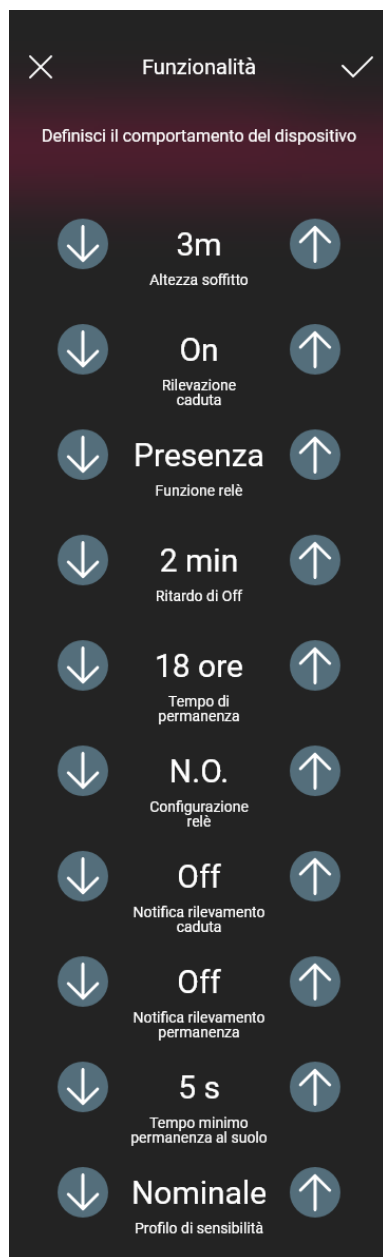 Funzionalità
Definisci il comportamento del dispositivo
3m
Altezza soffitto
On
Rilevazione
caduta
Presenza
Funzione relè
2 min
Ritardo di Off
18 ore
Tempo di
permanenza
N.O.
Configurazione
relè
Off
Notifica rilevamento
caduta
Off
Notifica rilevamento
permanenza
5 s
Tempo minimo
permanenza al suolo
Nominale
Profilo di sensibilità